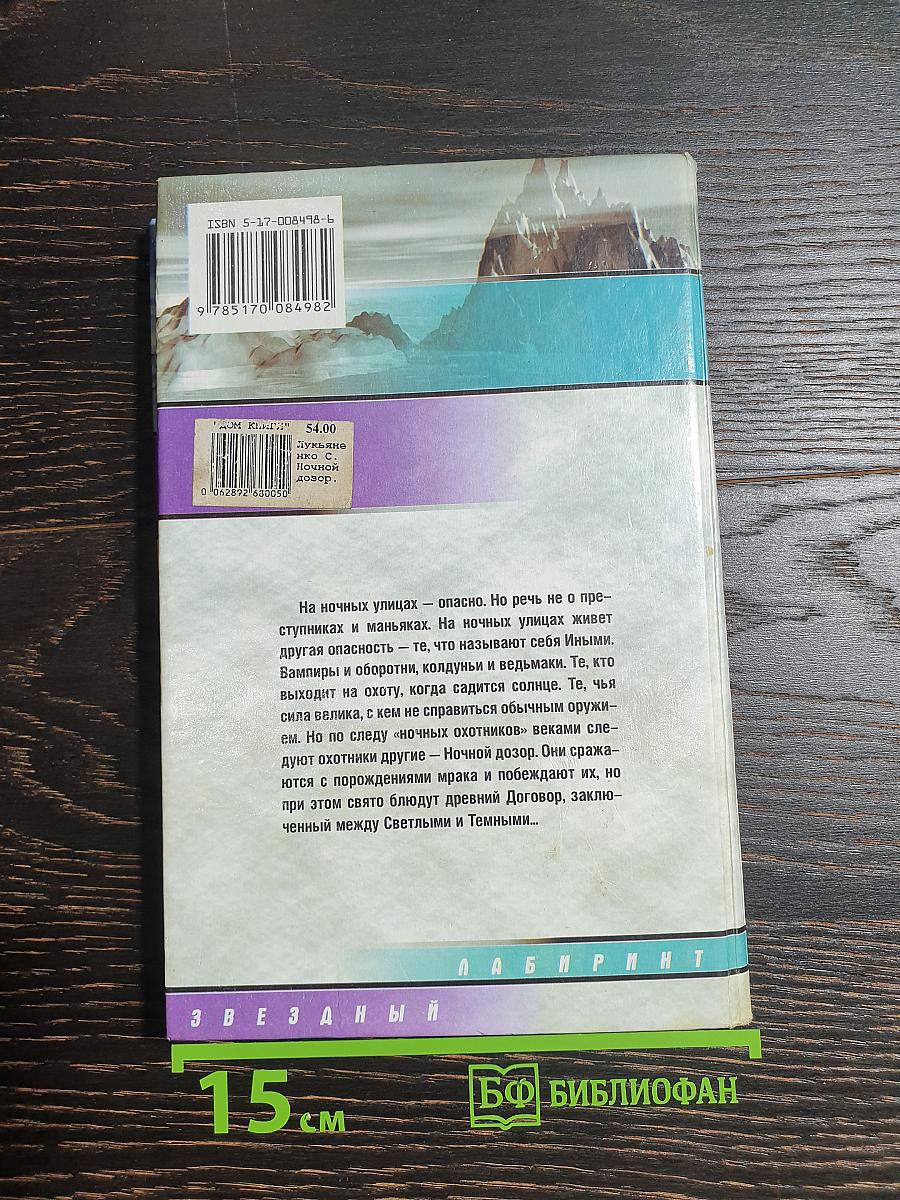 ISBN 5-17-008498-6
9 785170 084982
"ДОМ КНИГИ" 54.00
Лукьяне
нко С.
Ночной
дозор.
0 062892 680050
На ночных улицах — опасно. Но речь не о пре-
ступниках и маньяках. На ночных улицах живет
другая опасность — те, что называют себя Иными.
Вампиры и оборотни, колдуньи и ведьмаки. Те, кто
выходит на охоту, когда садится солнце. Те, чья
сила велика, с кем не справиться обычным оружи-
ем. Но по следу «ночных охотников» веками сле-
дуют охотники другие — Ночной дозор. Они сража-
ются с порождениями мрака и побеждают их, но
при этом свято блюдут древний Договор, заклю-
ченный между Светлыми и Темными...
ЛАБИРИНТ
ЗВЕЗДНЫЙ
15 см
БФ БИБЛИОФАН